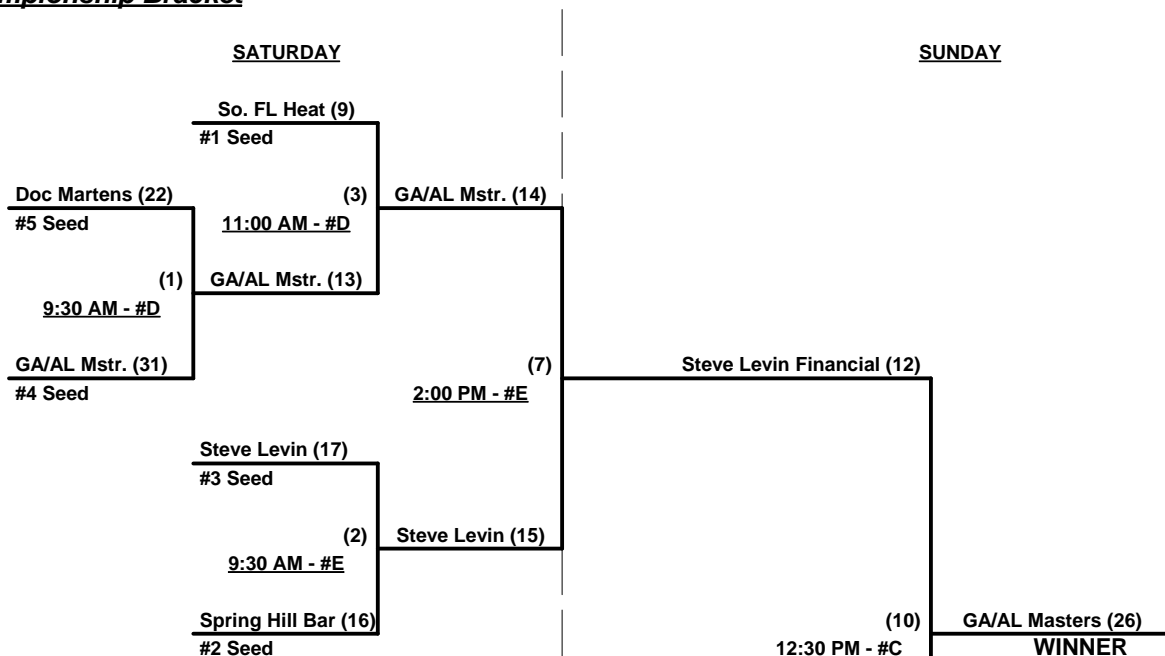 SATURDAY
SUNDAY
So. FL Heat (9)
#1 Seed
Doc Martens (22)
(3)
GA/AL Mstr. (14)
#5 Seed
11:00 AM - #D
(1)
GA/AL Mstr. (13)
9:30 AM - #D
GA/AL Mstr. (31)
(7)
Steve Levin Financial (12)
#4 Seed
2:00 PM - #E
Steve Levin (17)
#3 Seed
(2)
Steve Levin (15)
9:30 AM - #E
Spring Hill Bar (16)
(10)
GA/AL Masters (26)
#2 Seed
12:30 PM - #C
WINNER